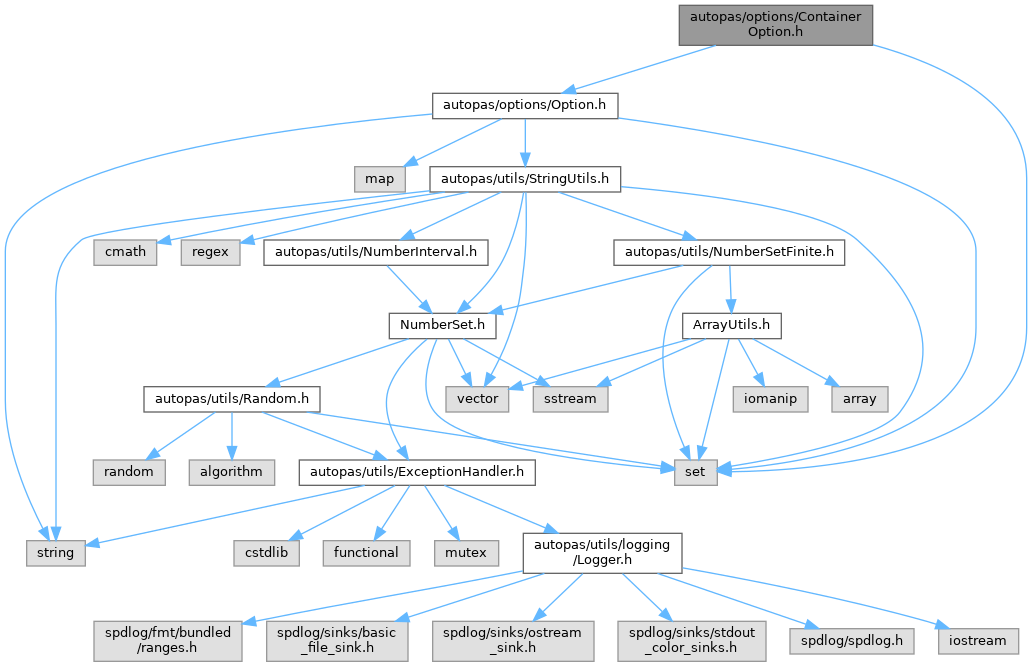 autopas/options/Container
Option.h
autopas/options/Option.h
map
autopas/utils/StringUtils.h
cmath
regex
autopas/utils/NumberInterval.h
autopas/utils/NumberSetFinite.h
NumberSet.h
ArrayUtils.h
autopas/utils/Random.h
vector
sstream
iomanip
array
random
algorithm
autopas/utils/ExceptionHandler.h
set
string
cstdlib
functional
mutex
autopas/utils/logging
/Logger.h
spdlog/fmt/bundled
/ranges.h
spdlog/sinks/basic
_file_sink.h
spdlog/sinks/ostream
_sink.h
spdlog/sinks/stdout
_color_sinks.h
spdlog/spdlog.h
iostream